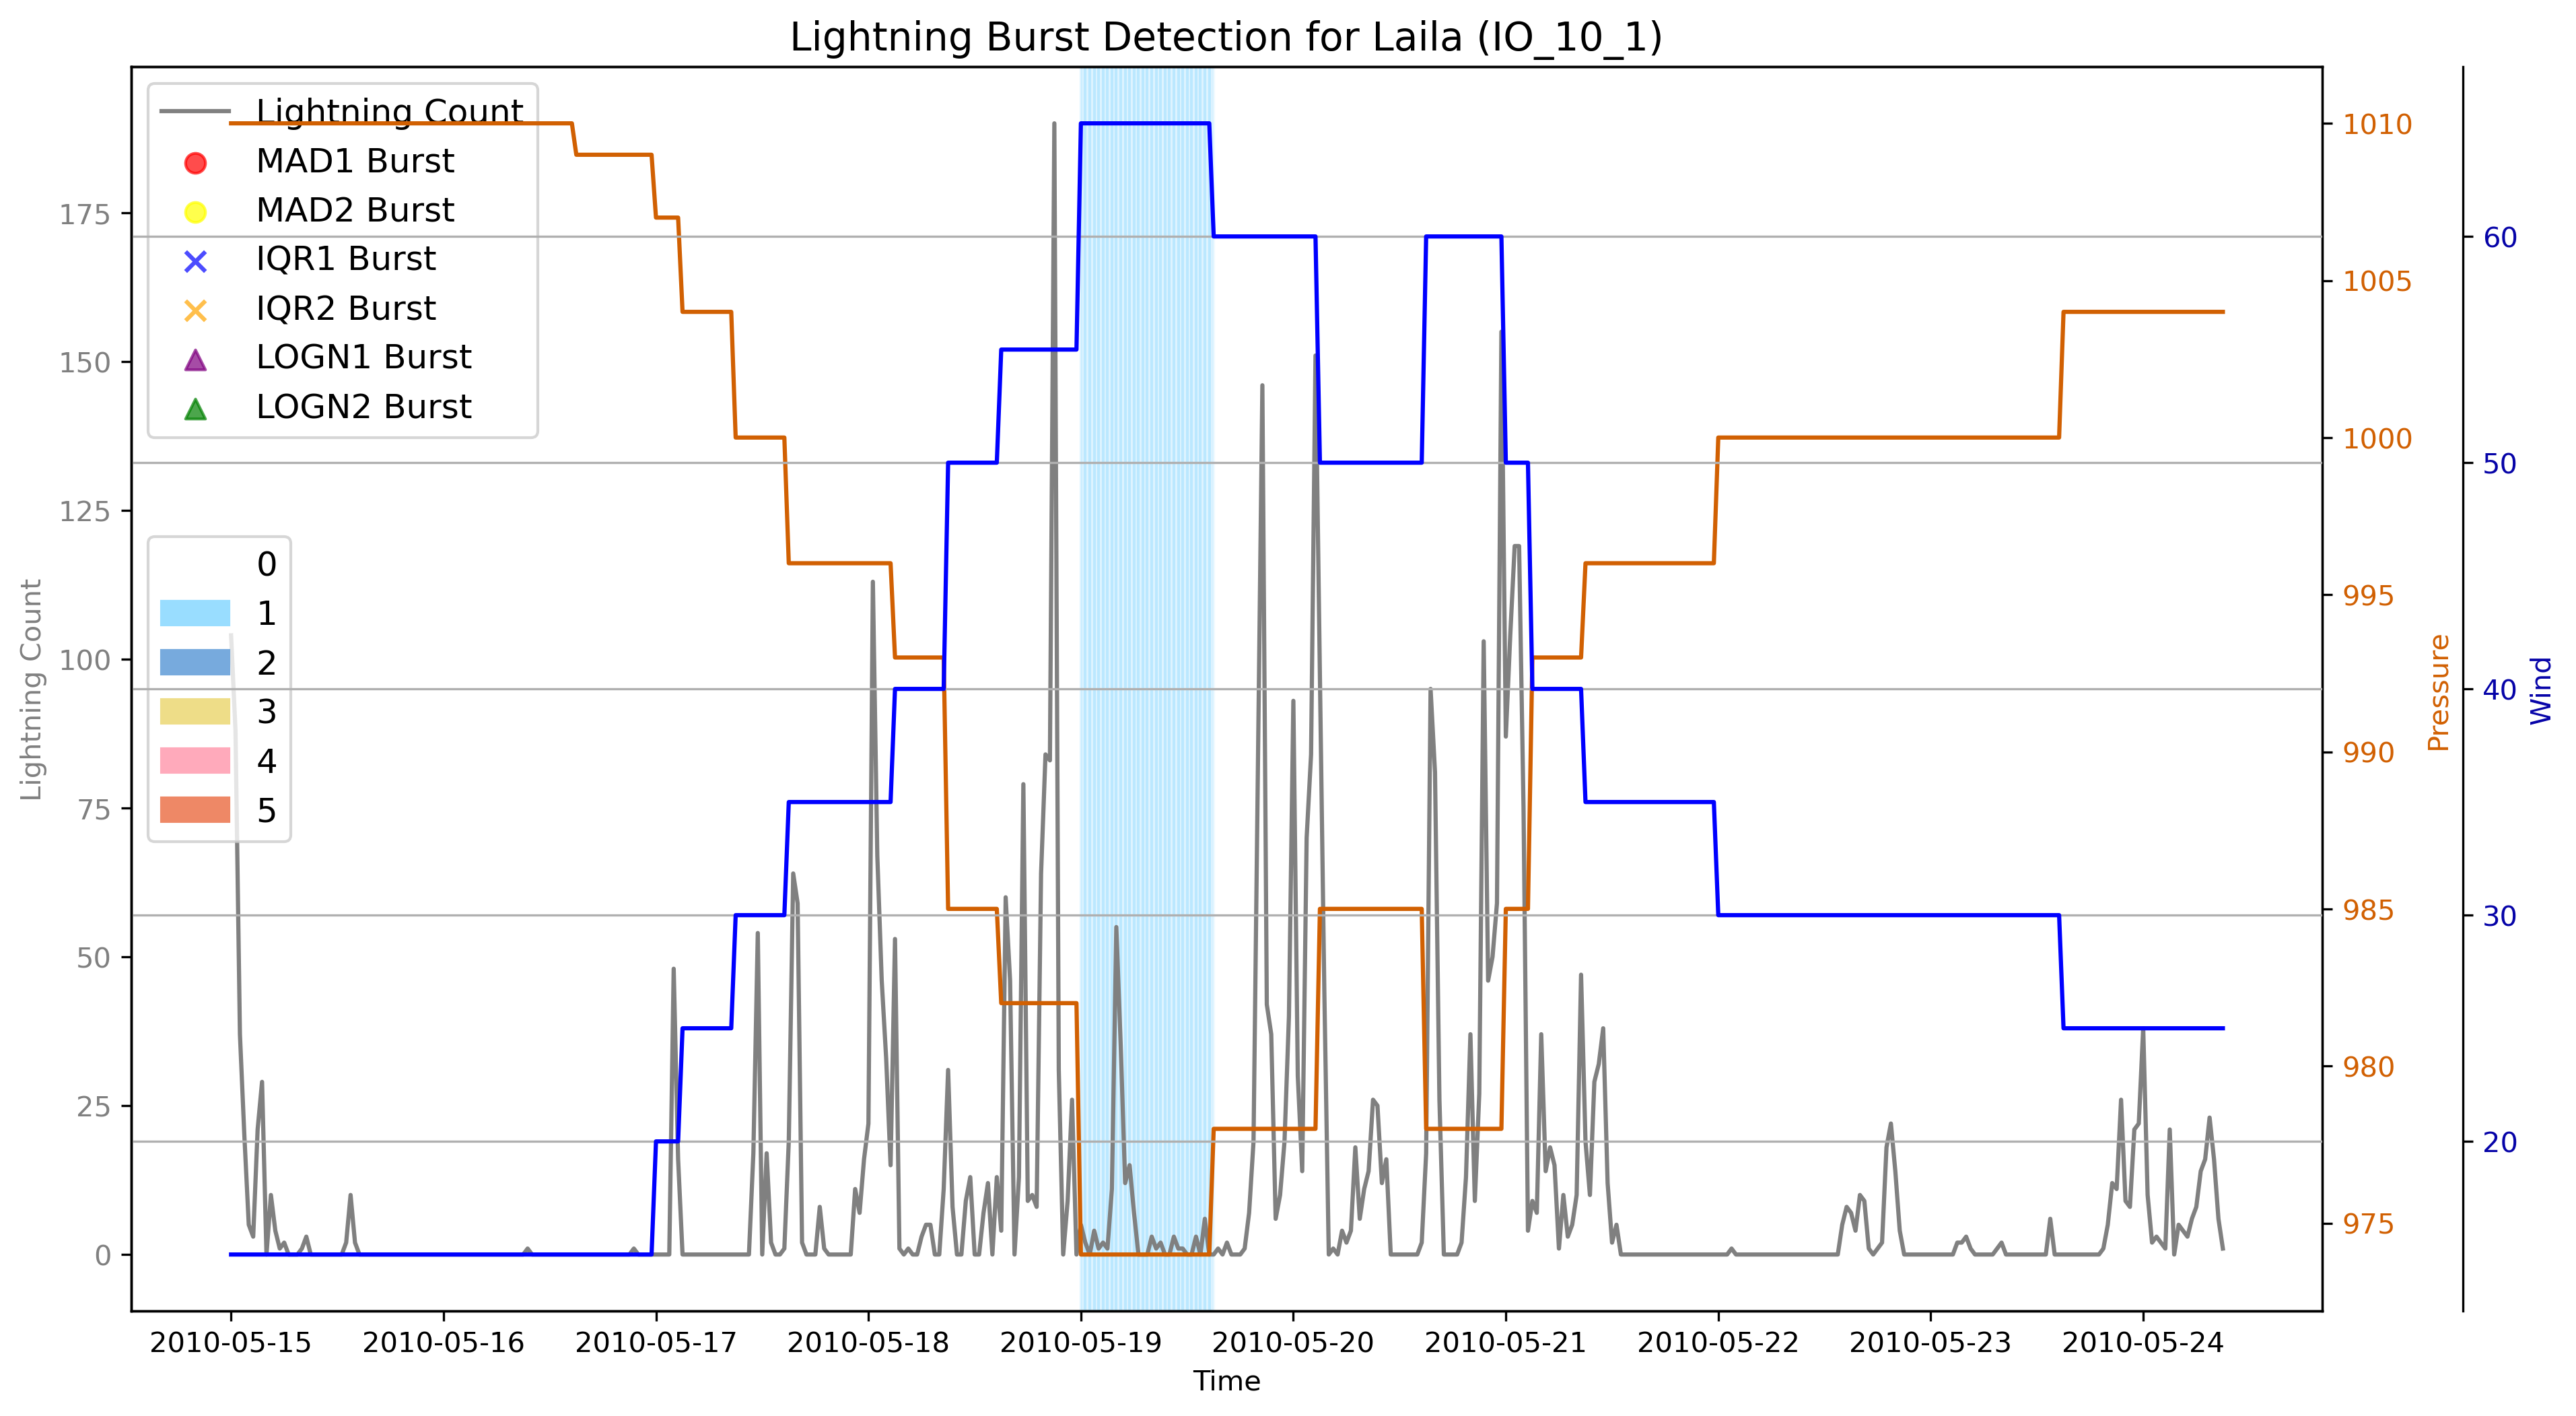 Lightning Burst Detection for Laila (IO_10_1)
Lightning Count
MAD1 Burst
MAD2 Burst
IQR1 Burst
IQR2 Burst
LOGN1 Burst
LOGN2 Burst
0
1
2
3
4
5
Lightning Count
175
150
125
100
75
50
25
0
1010
1005
1000
995
990
985
980
975
Pressure
60
50
40
30
20
Wind
2010-05-15 2010-05-16 2010-05-17 2010-05-18 2010-05-19 2010-05-20 2010-05-21 2010-05-22 2010-05-23 2010-05-24
Time